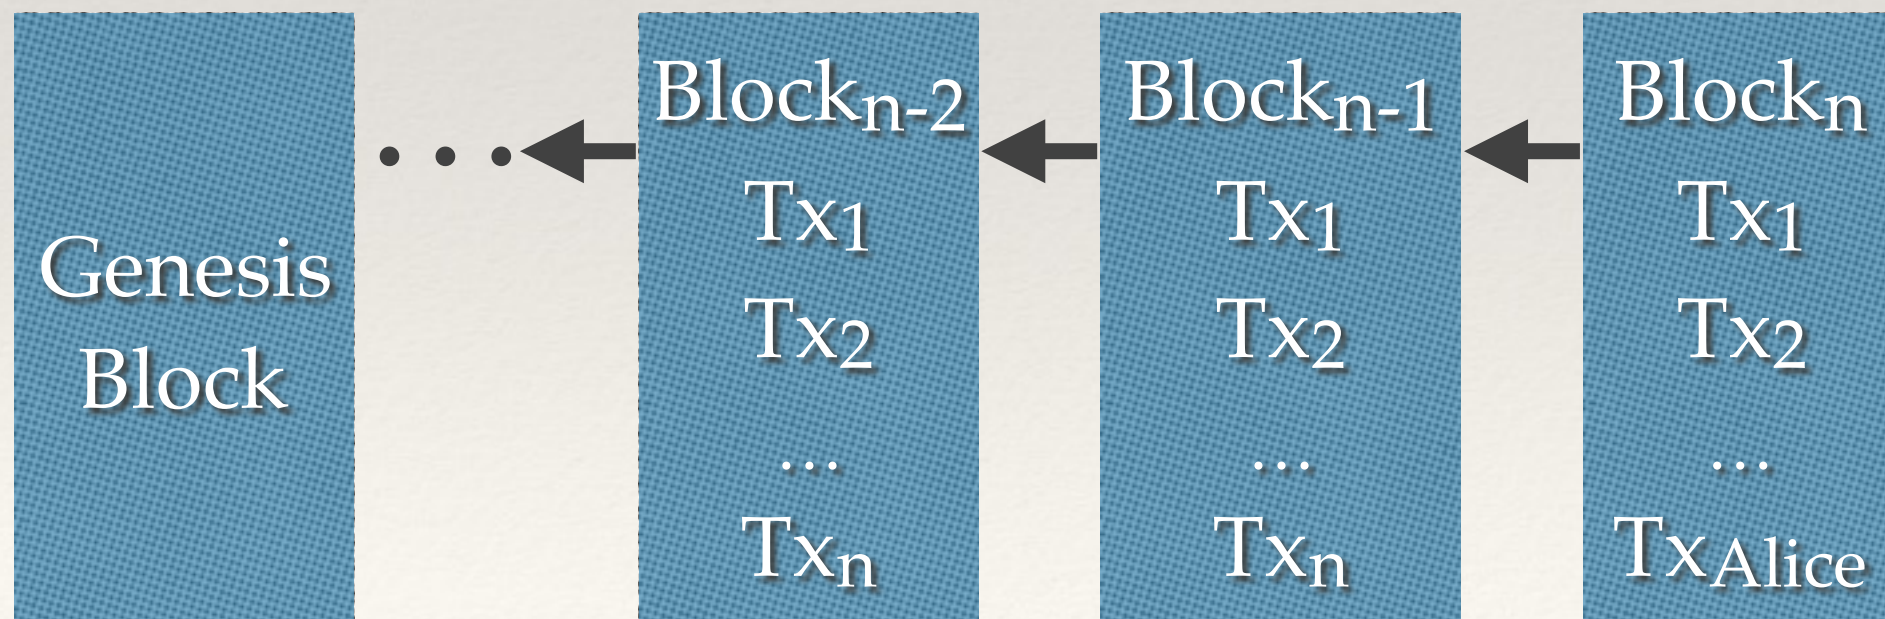 Genesis
Block
. . .
Blockₙ₋₂
Tx₁
Tx₂
...
Txₙ
Blockₙ₋₁
Tx₁
Tx₂
...
Txₙ
Blockₙ
Tx₁
Tx₂
...
TxAlice